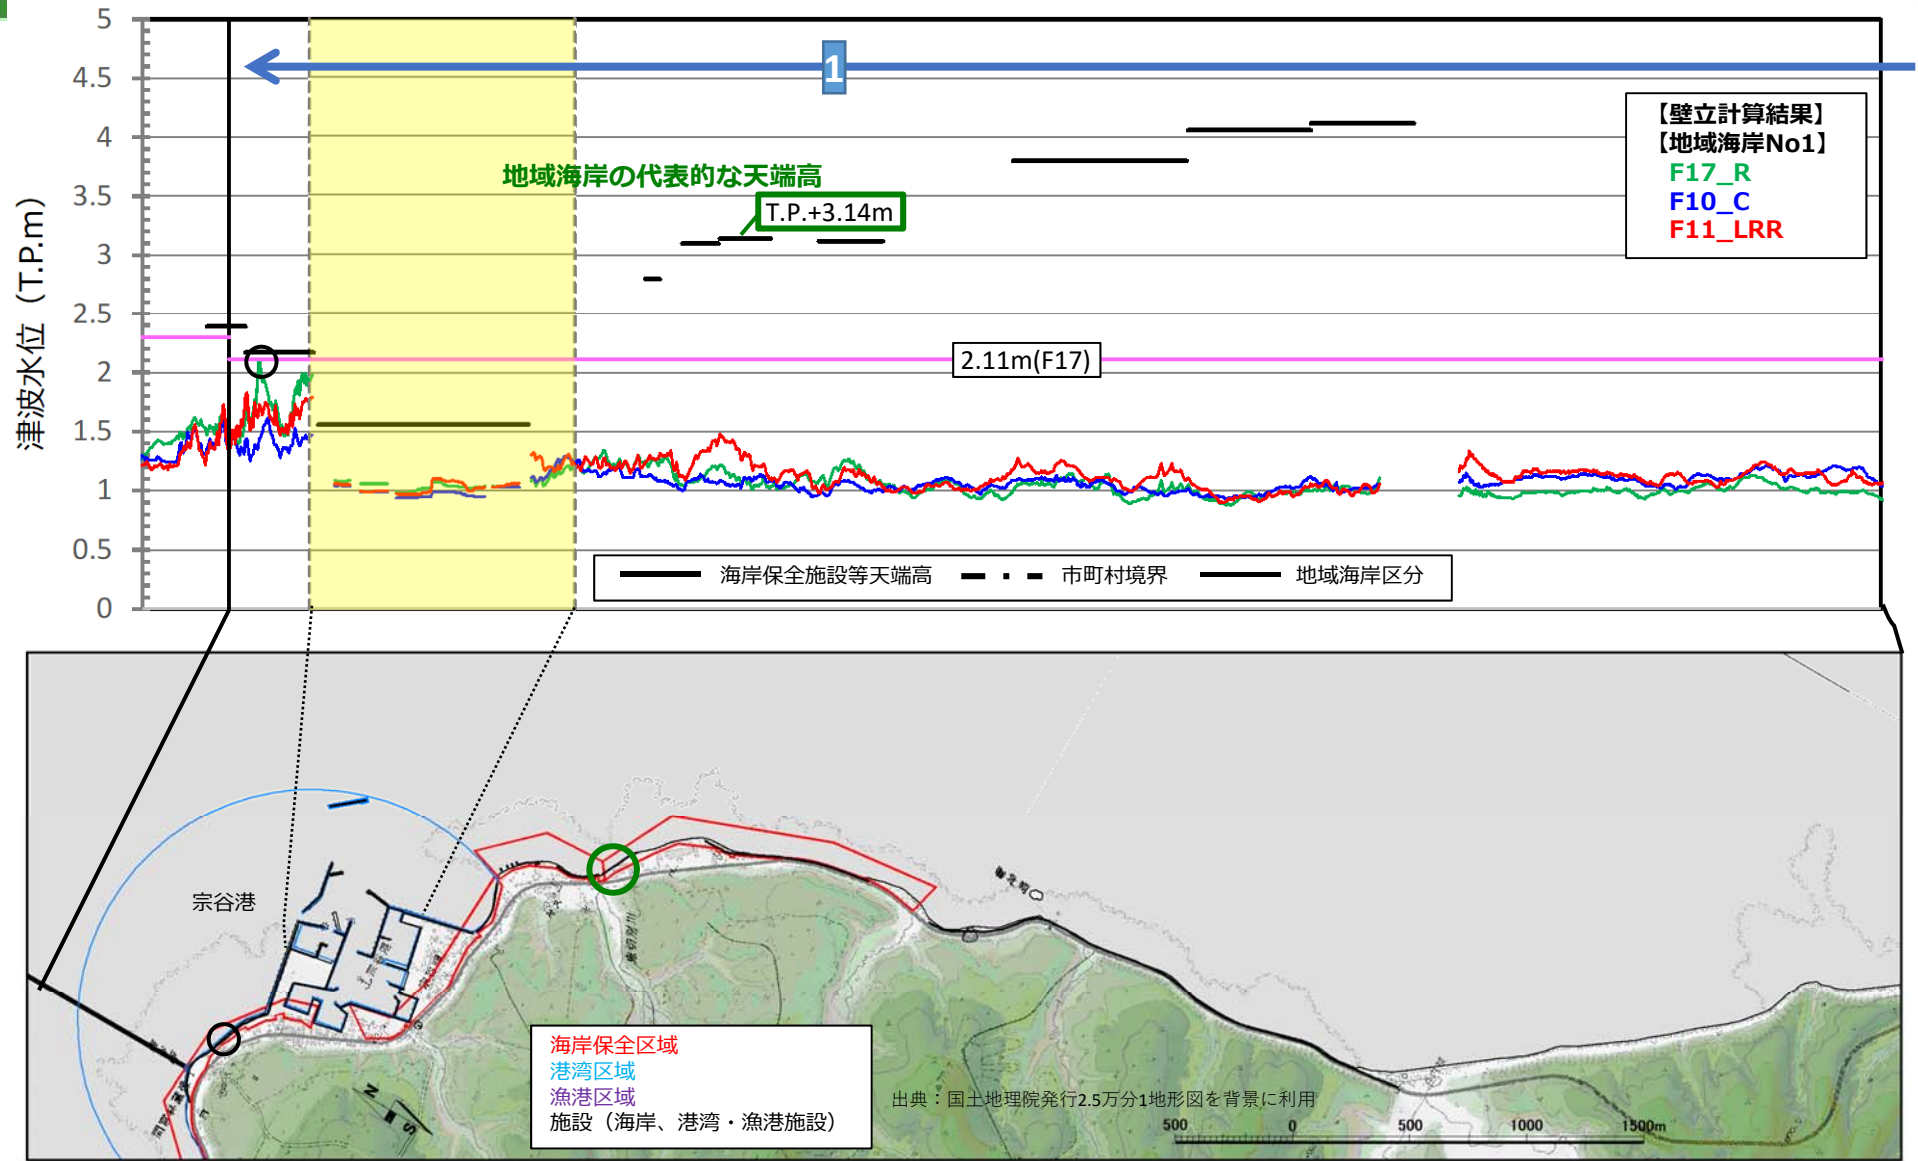 5
4.5
4
3.5
3
2.5
2
1.5
1
0.5
0
津波水位（T.P.m）
1
【壁立計算結果】
【地域海岸No1】
F17_R
F10_C
F11_LRR
地域海岸の代表的な天端高
T.P.+3.14m
2.11m(F17)
海岸保全施設等天端高
市町村境界
地域海岸区分
宗谷港
海岸保全区域
港湾区域
漁港区域
施設（海岸、港湾・漁港施設）
N
S
出典：国土地理院発行2.5万分1地形図を背景に利用
500 0 500 1000 1500m